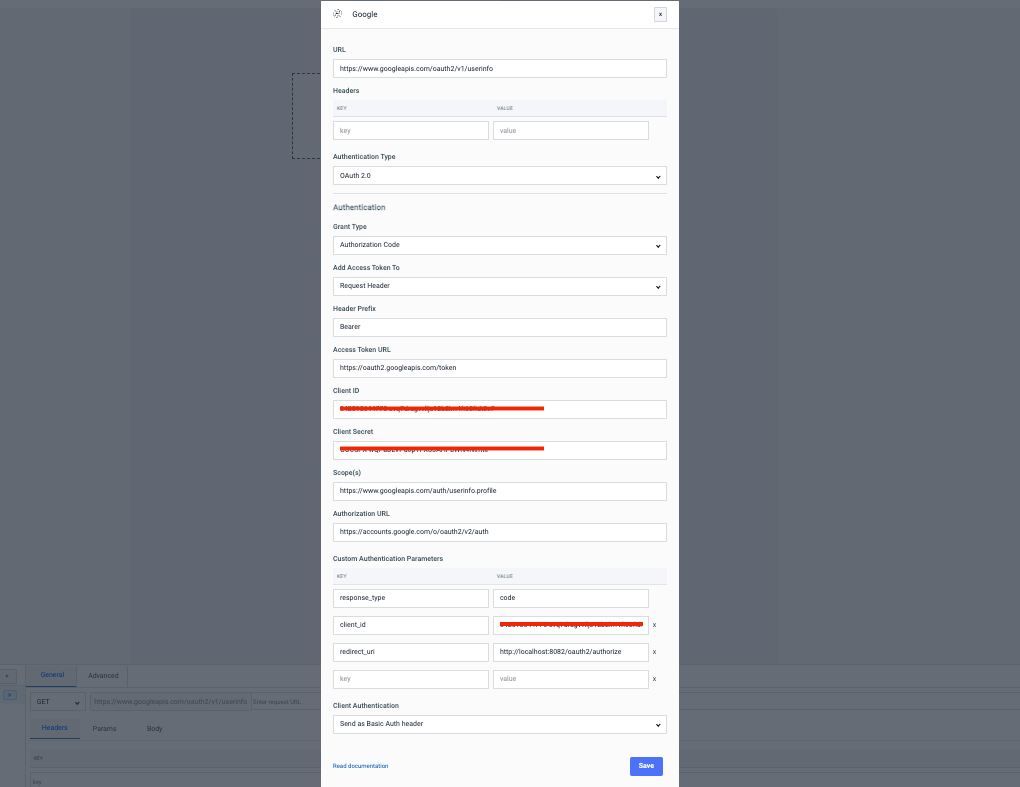 Google
x
URL
https://www.googleapis.com/oauth2/v1/userinfo
Headers
KEY VALUE
key value
Authentication Type
OAuth 2.0
Authentication
Grant Type
Authorization Code
Add Access Token To
Request Header
Header Prefix
Bearer
Access Token URL
https://oauth2.googleapis.com/token
Client ID
Client Secret
Scope(s)
https://www.googleapis.com/auth/userinfo.profile
Authorization URL
https://accounts.google.com/o/oauth2/v2/auth
Custom Authentication Parameters
KEY VALUE
response_type code
client_id x
redirect_uri http://localhost:8082/oauth2/authorize x
key value x
Client Authentication
Send as Basic Auth header
Read documentation Save
General Advanced
GET https://www.googleapis.com/oauth2/v1/userinfo Enter request URL
Headers Params Body
KEY
key